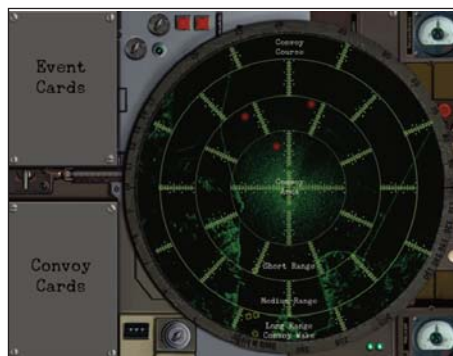 Event
Cards
Convoy
Course
Convoy
Area
Short Range
Medium Range
Long Range
Convoy Wake
Convoy
Cards